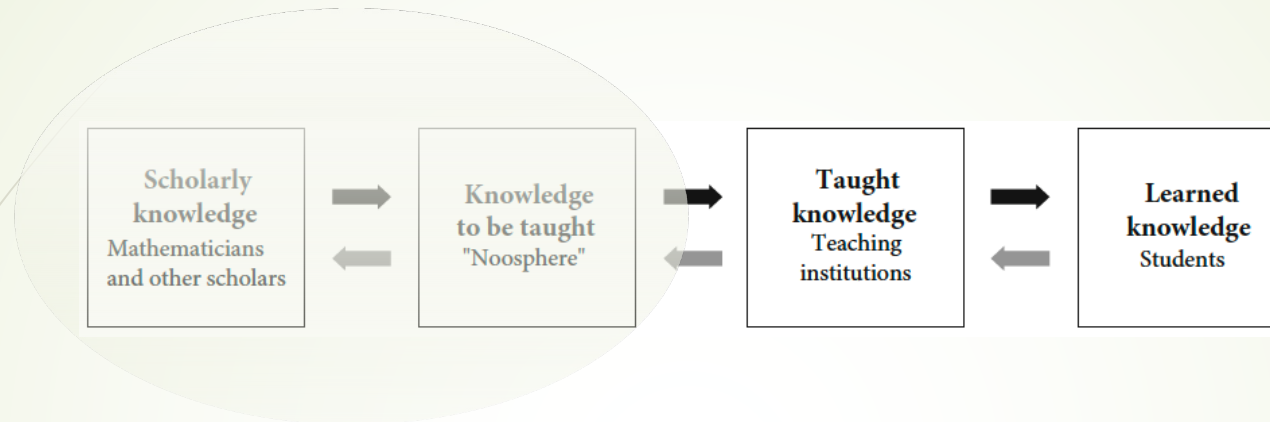 Scholarly
knowledge
Mathematicians
and other scholars
Knowledge
to be taught
"Noosphere"
Taught
knowledge
Teaching
institutions
Learned
knowledge
Students